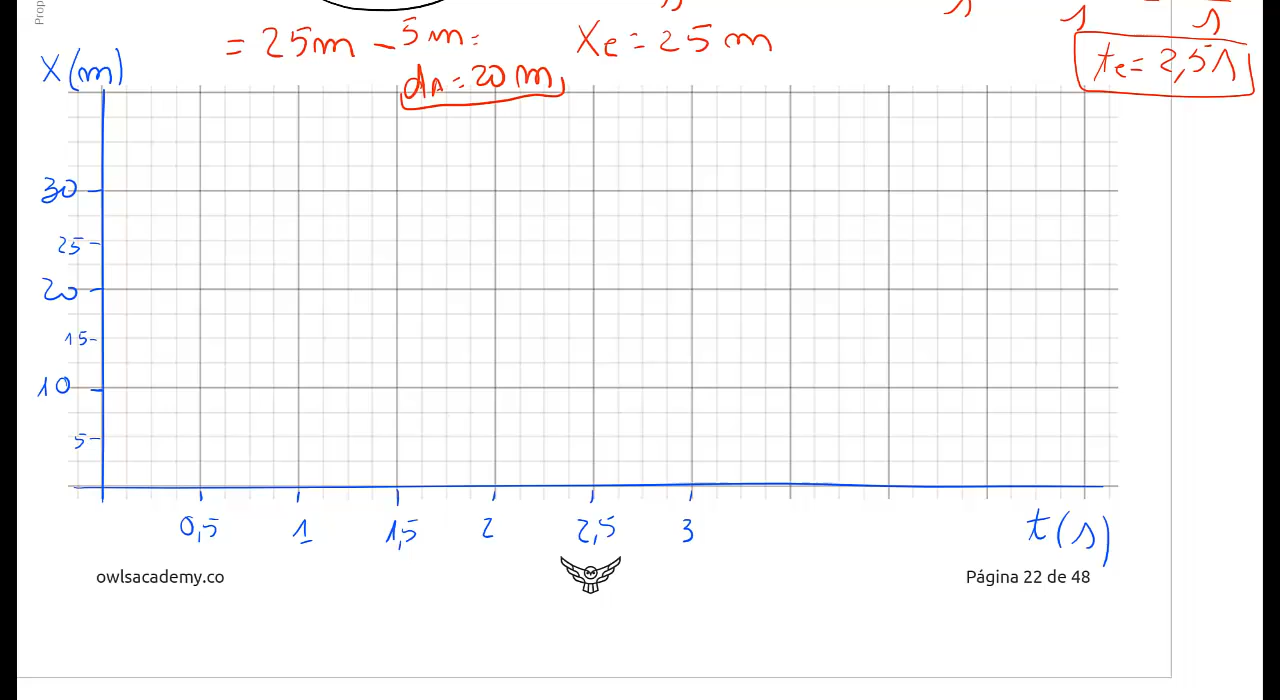 Prop
= 25m - 5m =
Xe = 25 m
dA = 20 m
te = 2,5 s
X(m)
30
25
20
15
10
5
0,5 1 1,5 2 2,5 3 t(s)
owlsacademy.co
Página 22 de 48